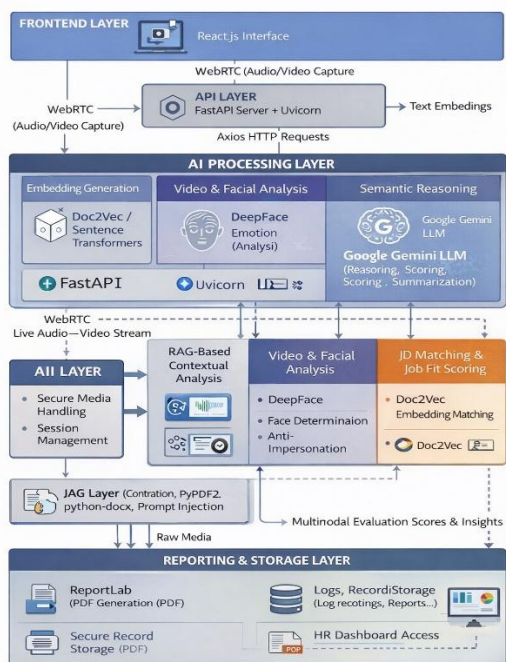 FRONTEND LAYER
React.js Interface
WebRTC (Audio/Video Capture
WebRTC
(Audio/Video Capture)
API LAYER
FastAPI Server + Uvicorn
Text Embedings
Axios HTTP Requests
AI PROCESSING LAYER
Embedding Generation
Doc2Vec /
Sentence
Transformers
Video & Facial Analysis
DeepFace
Emotion
(Analysi)
Semantic Reasoning
G
Google Gemini
LLM
Google Gemini LLM
(Reasoning, Scoring,
Scoring . Summarization)
FastAPI
Uvicorn
WebRTC
Live Audio—Video Stream
AII LAYER
• Secure Media
Handling
• Session
Management
RAG-Based
Contextual
Analysis
Video & Facial
Analysis
• DeepFace
• Face Determinaion
• Anti-
Impersonation
JD Matching &
Job Fit Scoring
• Doc2Vec
Embedding Matching
• Doc2Vec
JAG Layer (Contration, PyPDF2,
python-docx, Prompt Injection
Raw Media
Multinodal Evaluation Scores & Insights
REPORTING & STORAGE LAYER
ReportLab
(PDF Generation (PDF)
Logs, RecordiStorage
(Log recotings, Reports...)
Secure Record
Storage (PDF)
POP
HR Dashboard Access